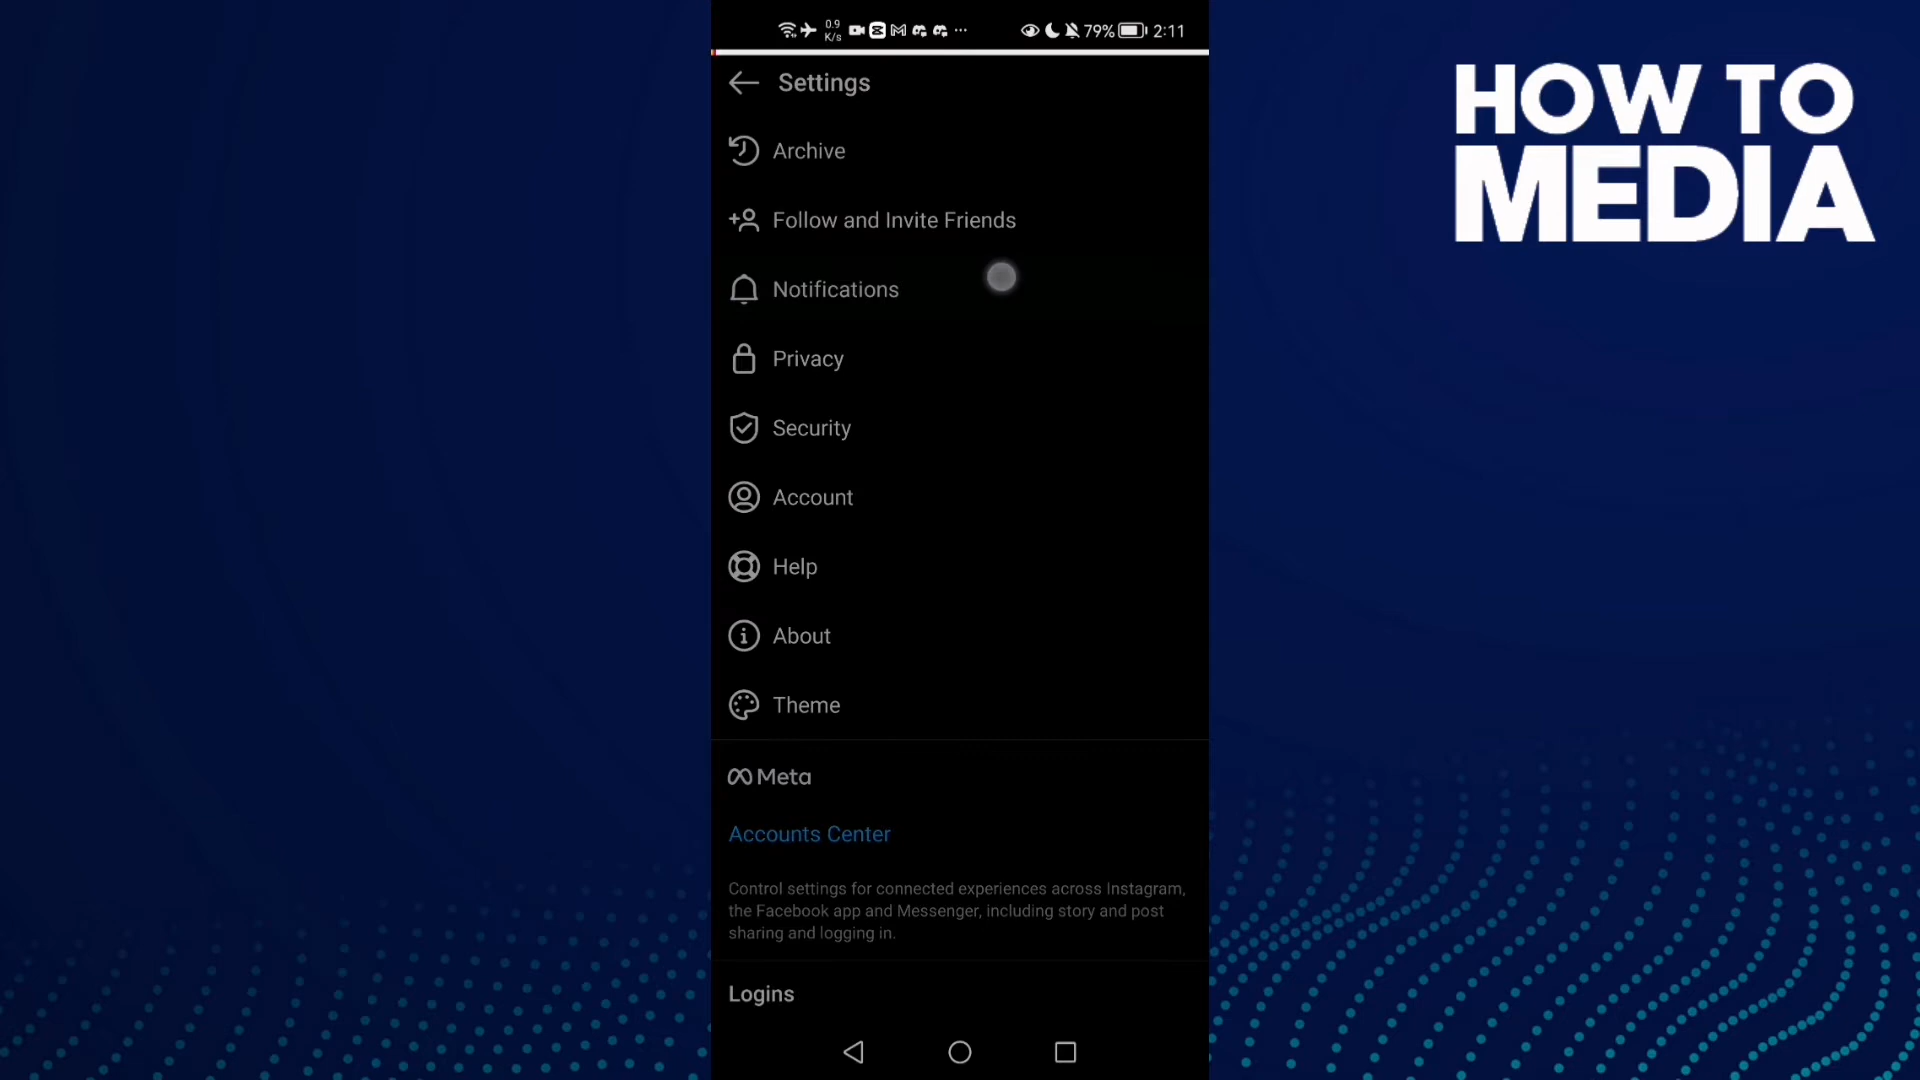 0.9
K/s
79%
2:11
Settings
HOW TO
MEDIA
Archive
Follow and Invite Friends
Notifications
Privacy
Security
Account
Help
About
Theme
Meta
Accounts Center
Control settings for connected experiences across Instagram,
the Facebook app and Messenger, including story and post
sharing and logging in.
Logins